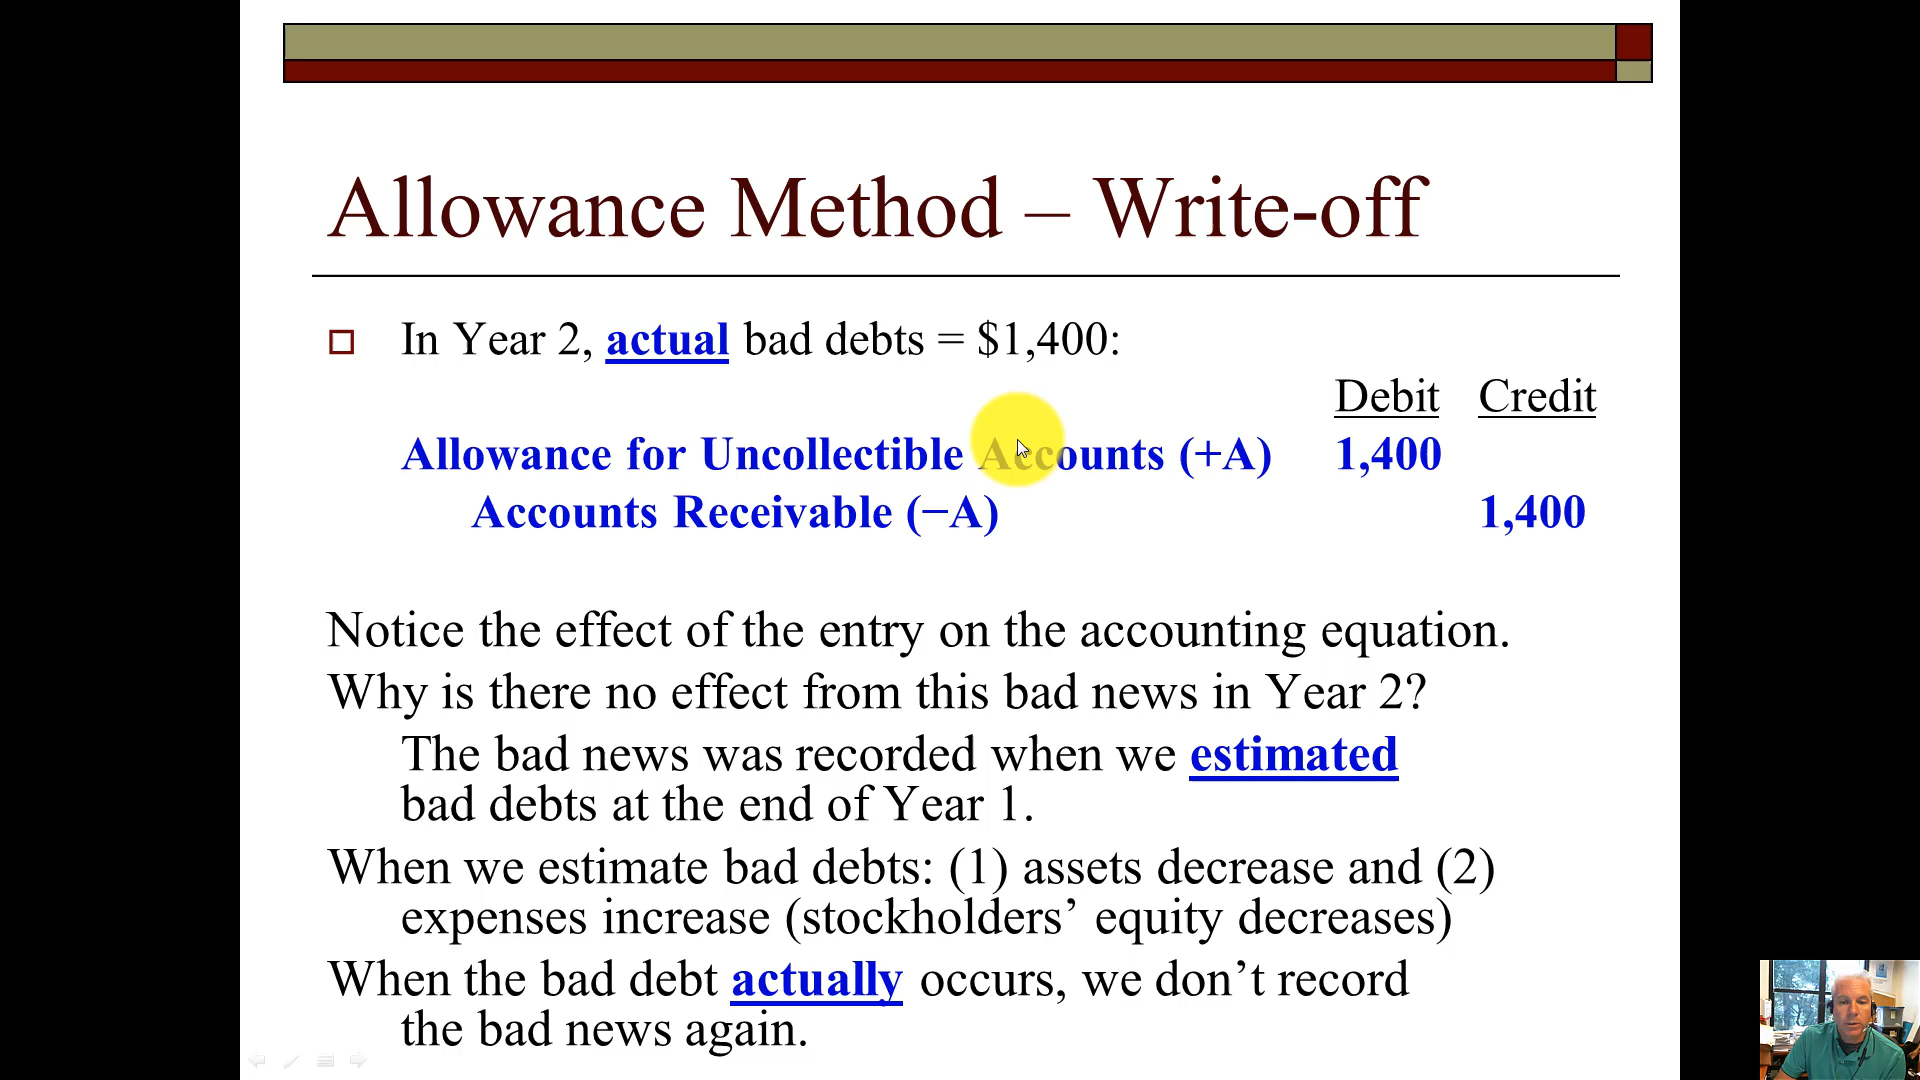 Allowance Method – Write-off
In Year 2, actual bad debts = $1,400:
Debit Credit
Allowance for Uncollectible Accounts (+A) 1,400
Accounts Receivable (−A) 1,400
Notice the effect of the entry on the accounting equation.
Why is there no effect from this bad news in Year 2?
The bad news was recorded when we estimated
bad debts at the end of Year 1.
When we estimate bad debts: (1) assets decrease and (2)
expenses increase (stockholders’ equity decreases)
When the bad debt actually occurs, we don’t record
the bad news again.